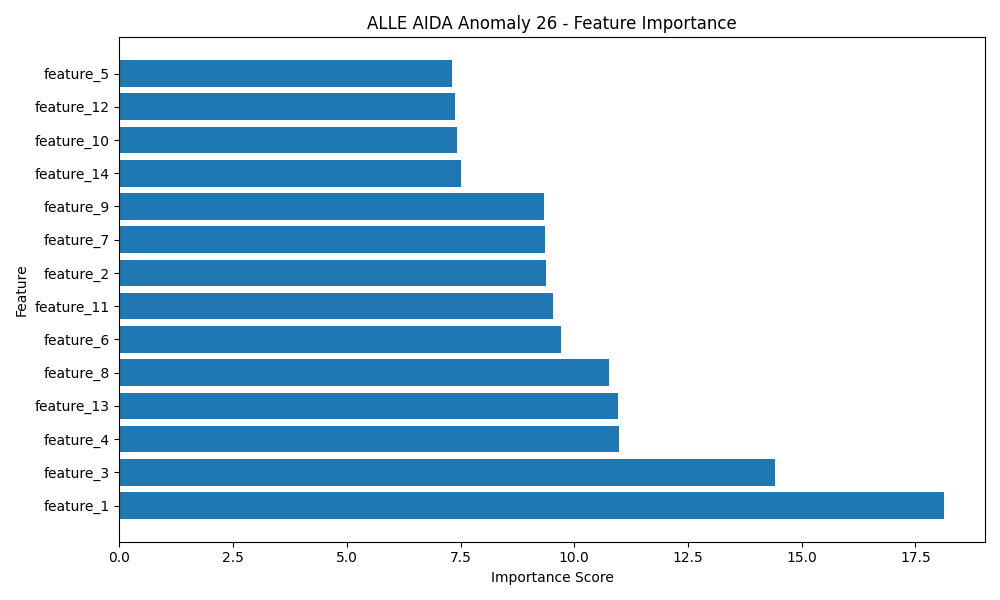 ALLE AIDA Anomaly 26 - Feature Importance
feature_5
feature_12
feature_10
feature_14
feature_9
feature_7
feature_2
feature_11
feature_6
feature_8
feature_13
feature_4
feature_3
feature_1
Feature
0.0 2.5 5.0 7.5 10.0 12.5 15.0 17.5
Importance Score